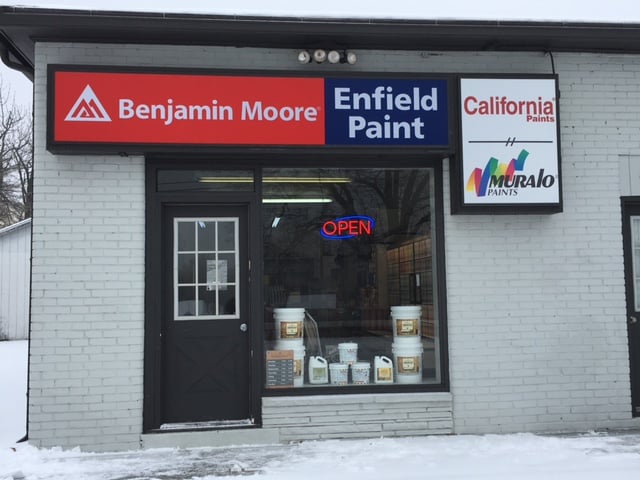 Benjamin Moore®
Enfield
Paint
California®
Paints
MURALO®
PAINTS
OPEN